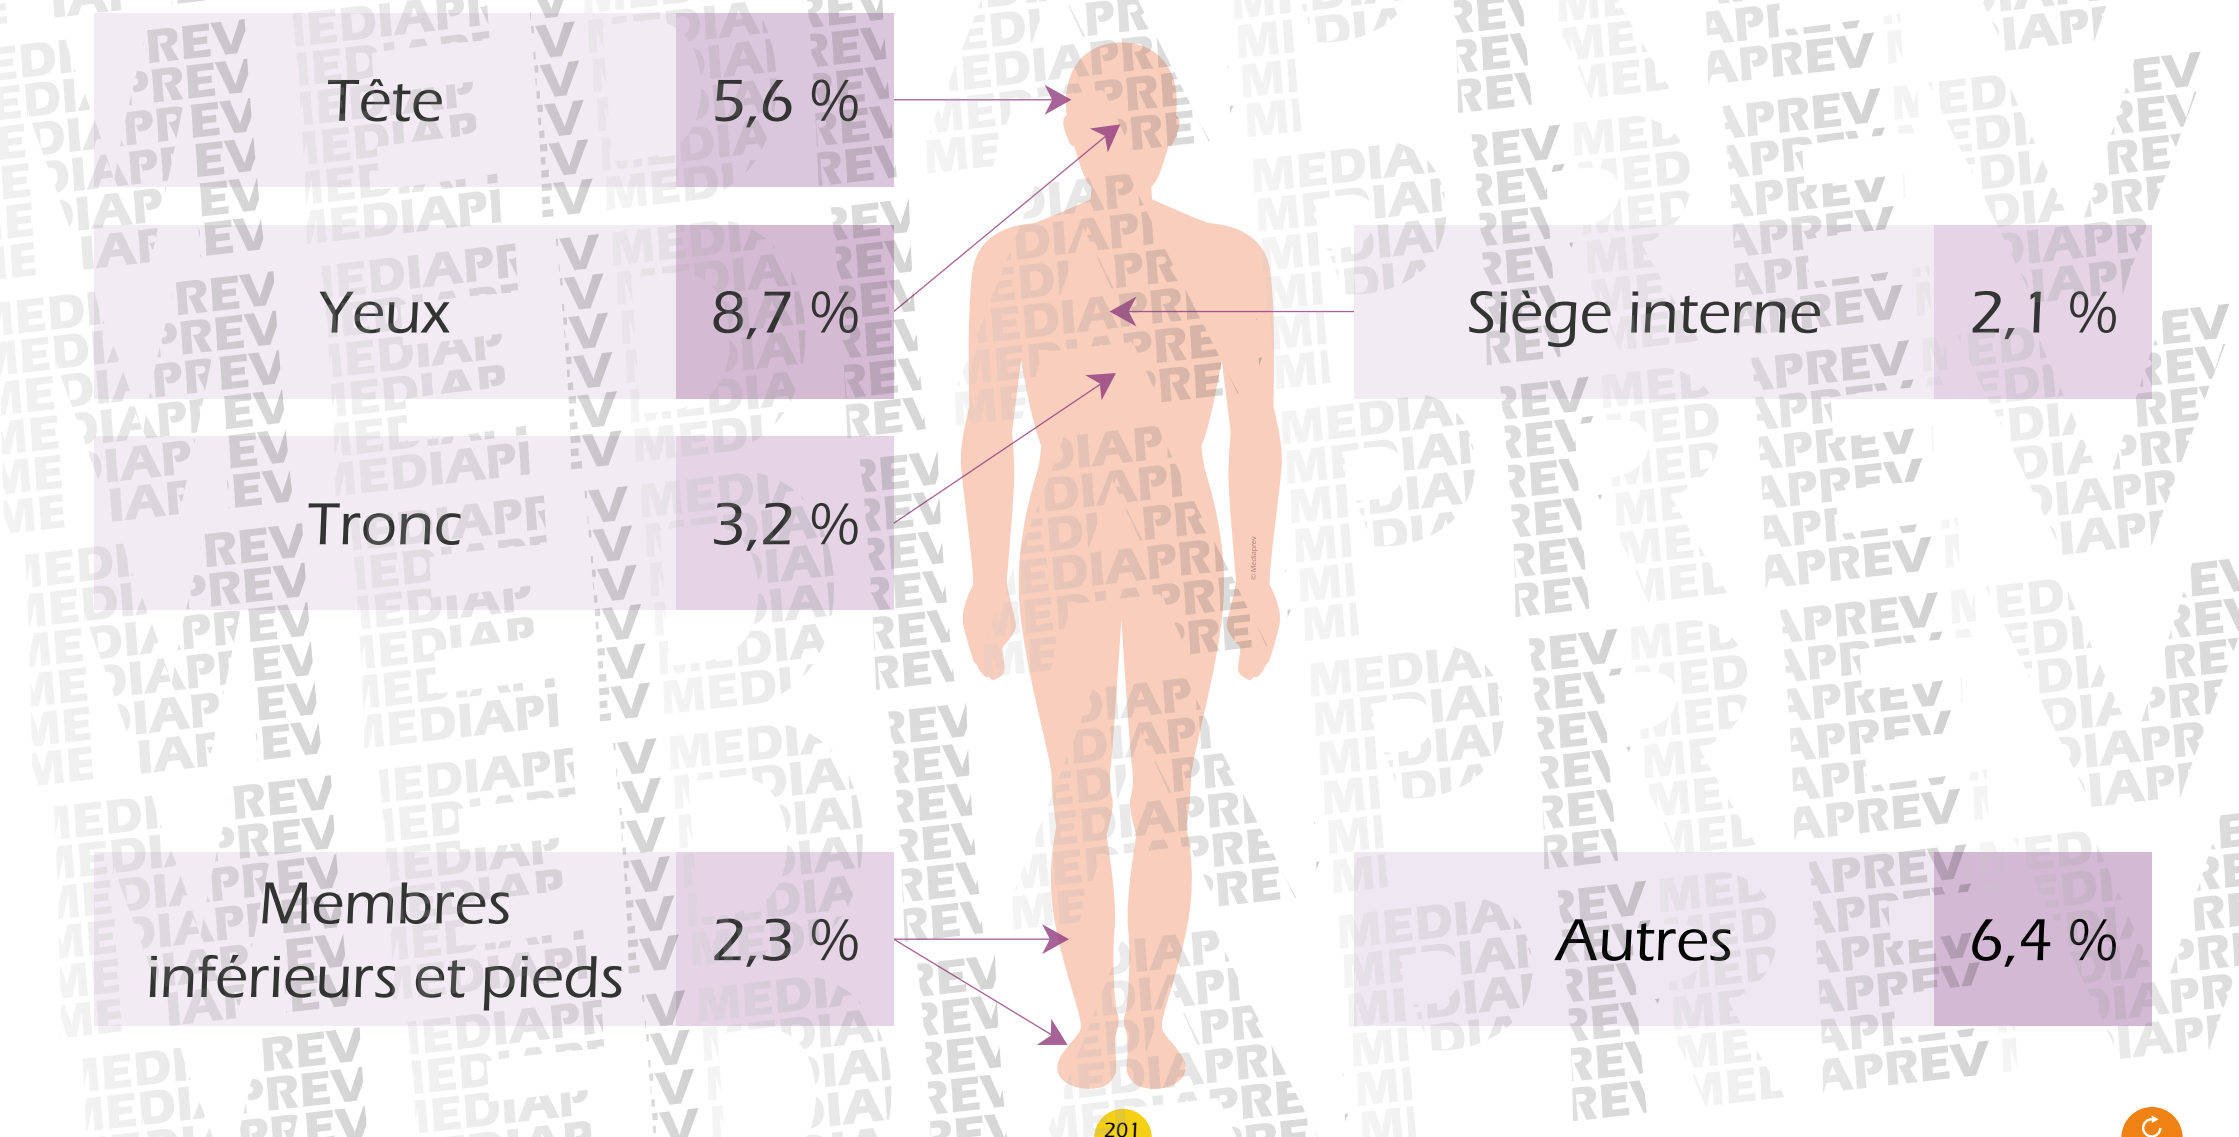 Tête
5,6 %
Yeux
8,7 %
Siège interne
2,1 %
Tronc
3,2 %
© Mediaprev
Membres
inférieurs et pieds
2,3 %
Autres
6,4 %
201